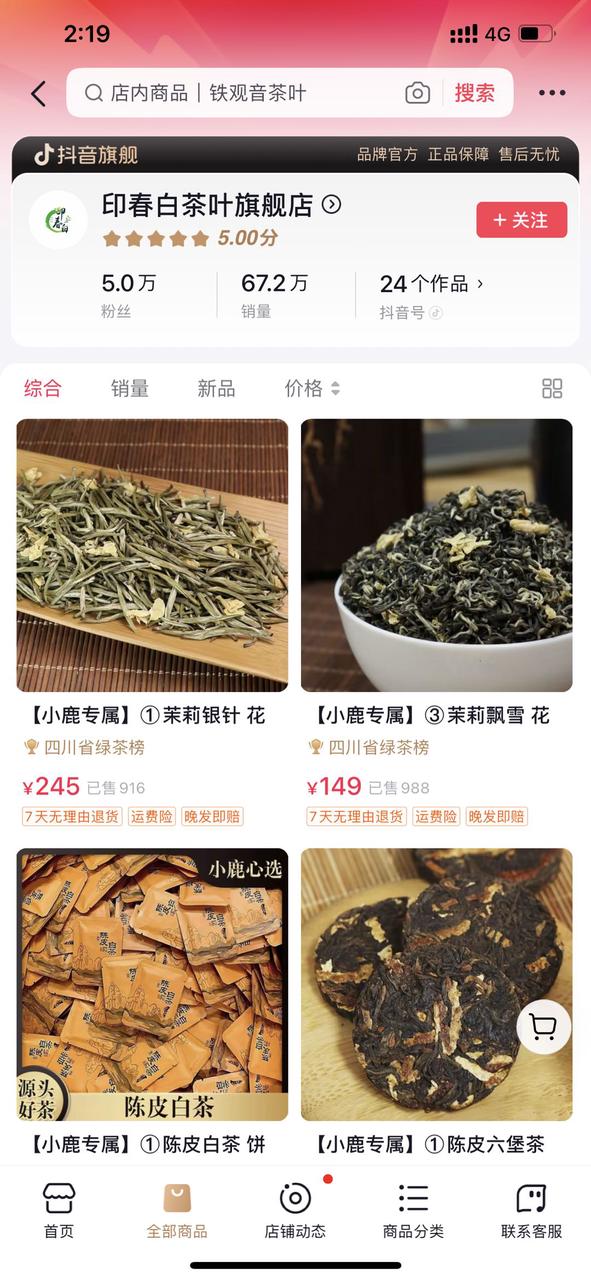 2:19
4G
店内商品 | 铁观音茶叶
搜索
抖音旗舰
品牌官方 正品保障 售后无忧
印春白茶叶旗舰店
印春白
5.00分
+ 关注
5.0万
67.2万
24个作品
粉丝
销量
抖音号
综合
销量
新品
价格
【小鹿专属】①茉莉银针 花
【小鹿专属】③茉莉飘雪 花
四川省绿茶榜
四川省绿茶榜
¥245 已售916
¥149 已售988
7天无理由退货 运费险 晚发即赔
7天无理由退货 运费险 晚发即赔
小鹿心选
陈皮白茶
源头
好茶
陈皮白茶
【小鹿专属】①陈皮白茶 饼
【小鹿专属】①陈皮六堡茶
首页
全部商品
店铺动态
商品分类
联系客服